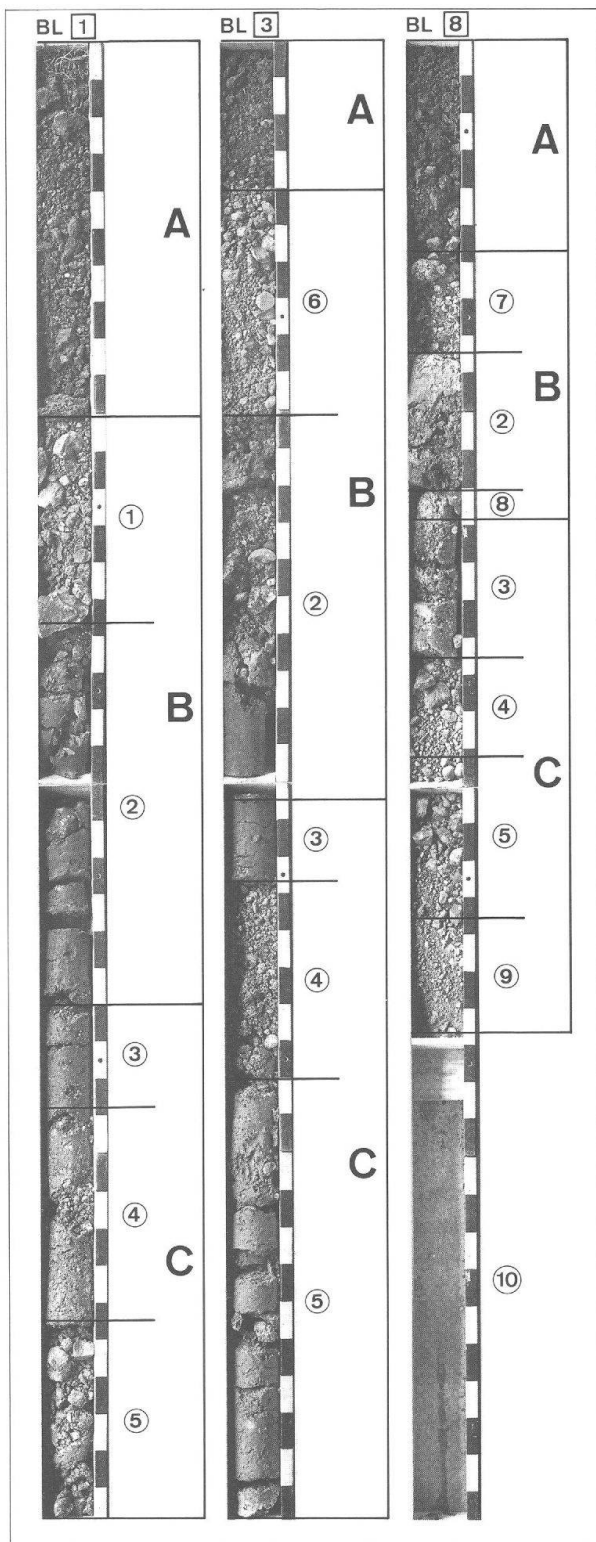 BL 1
A
①
B
②
③
④
C
⑤
BL 3
A
⑥
B
②
③
④
C
⑤
BL 8
A
⑦
B
②
⑧
③
④
C
⑤
⑨
⑩